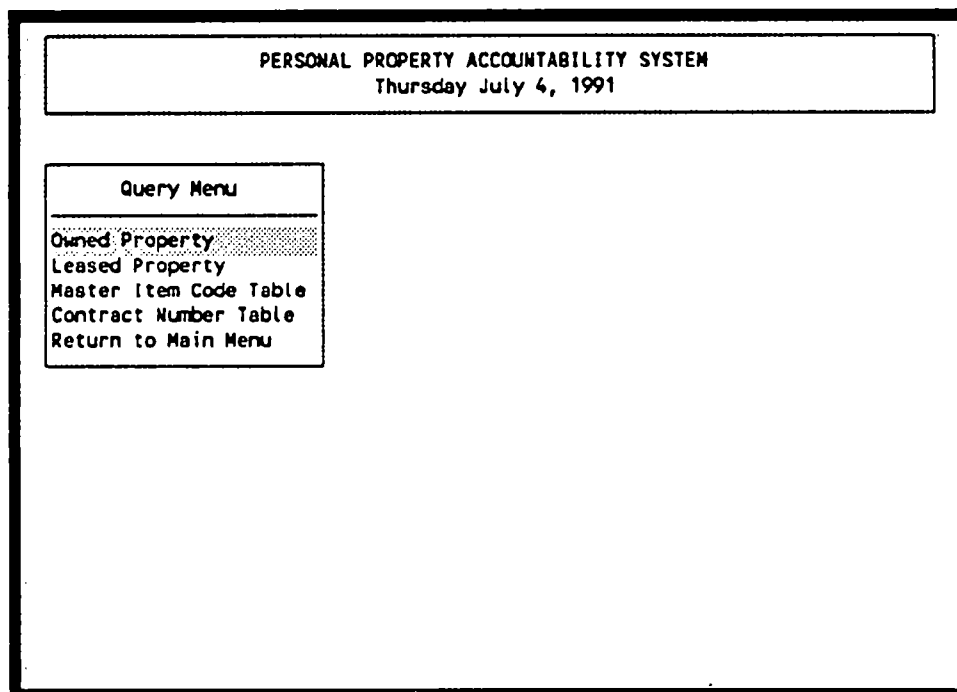 PERSONAL PROPERTY ACCOUNTABILITY SYSTEM
Thursday July 4, 1991
Query Menu
Owned Property
Leased Property
Master Item Code Table
Contract Number Table
Return to Main Menu